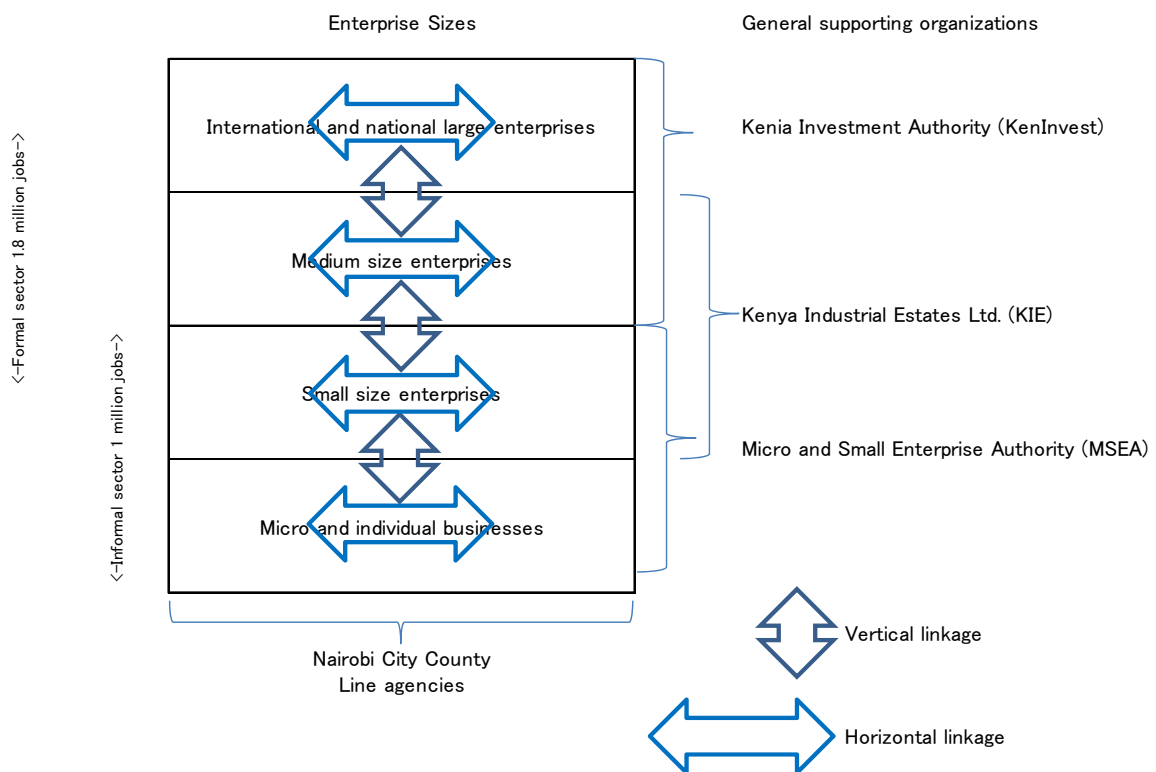 Enterprise Sizes
General supporting organizations
International and national large enterprises
Kenia Investment Authority (KenInvest)
<-Formal sector 1.8 million jobs->
Medium size enterprises
Kenya Industrial Estates Ltd. (KIE)
Small size enterprises
Micro and Small Enterprise Authority (MSEA)
<-Informal sector 1 million jobs->
Micro and individual businesses
Nairobi City County
Line agencies
Vertical linkage
Horizontal linkage